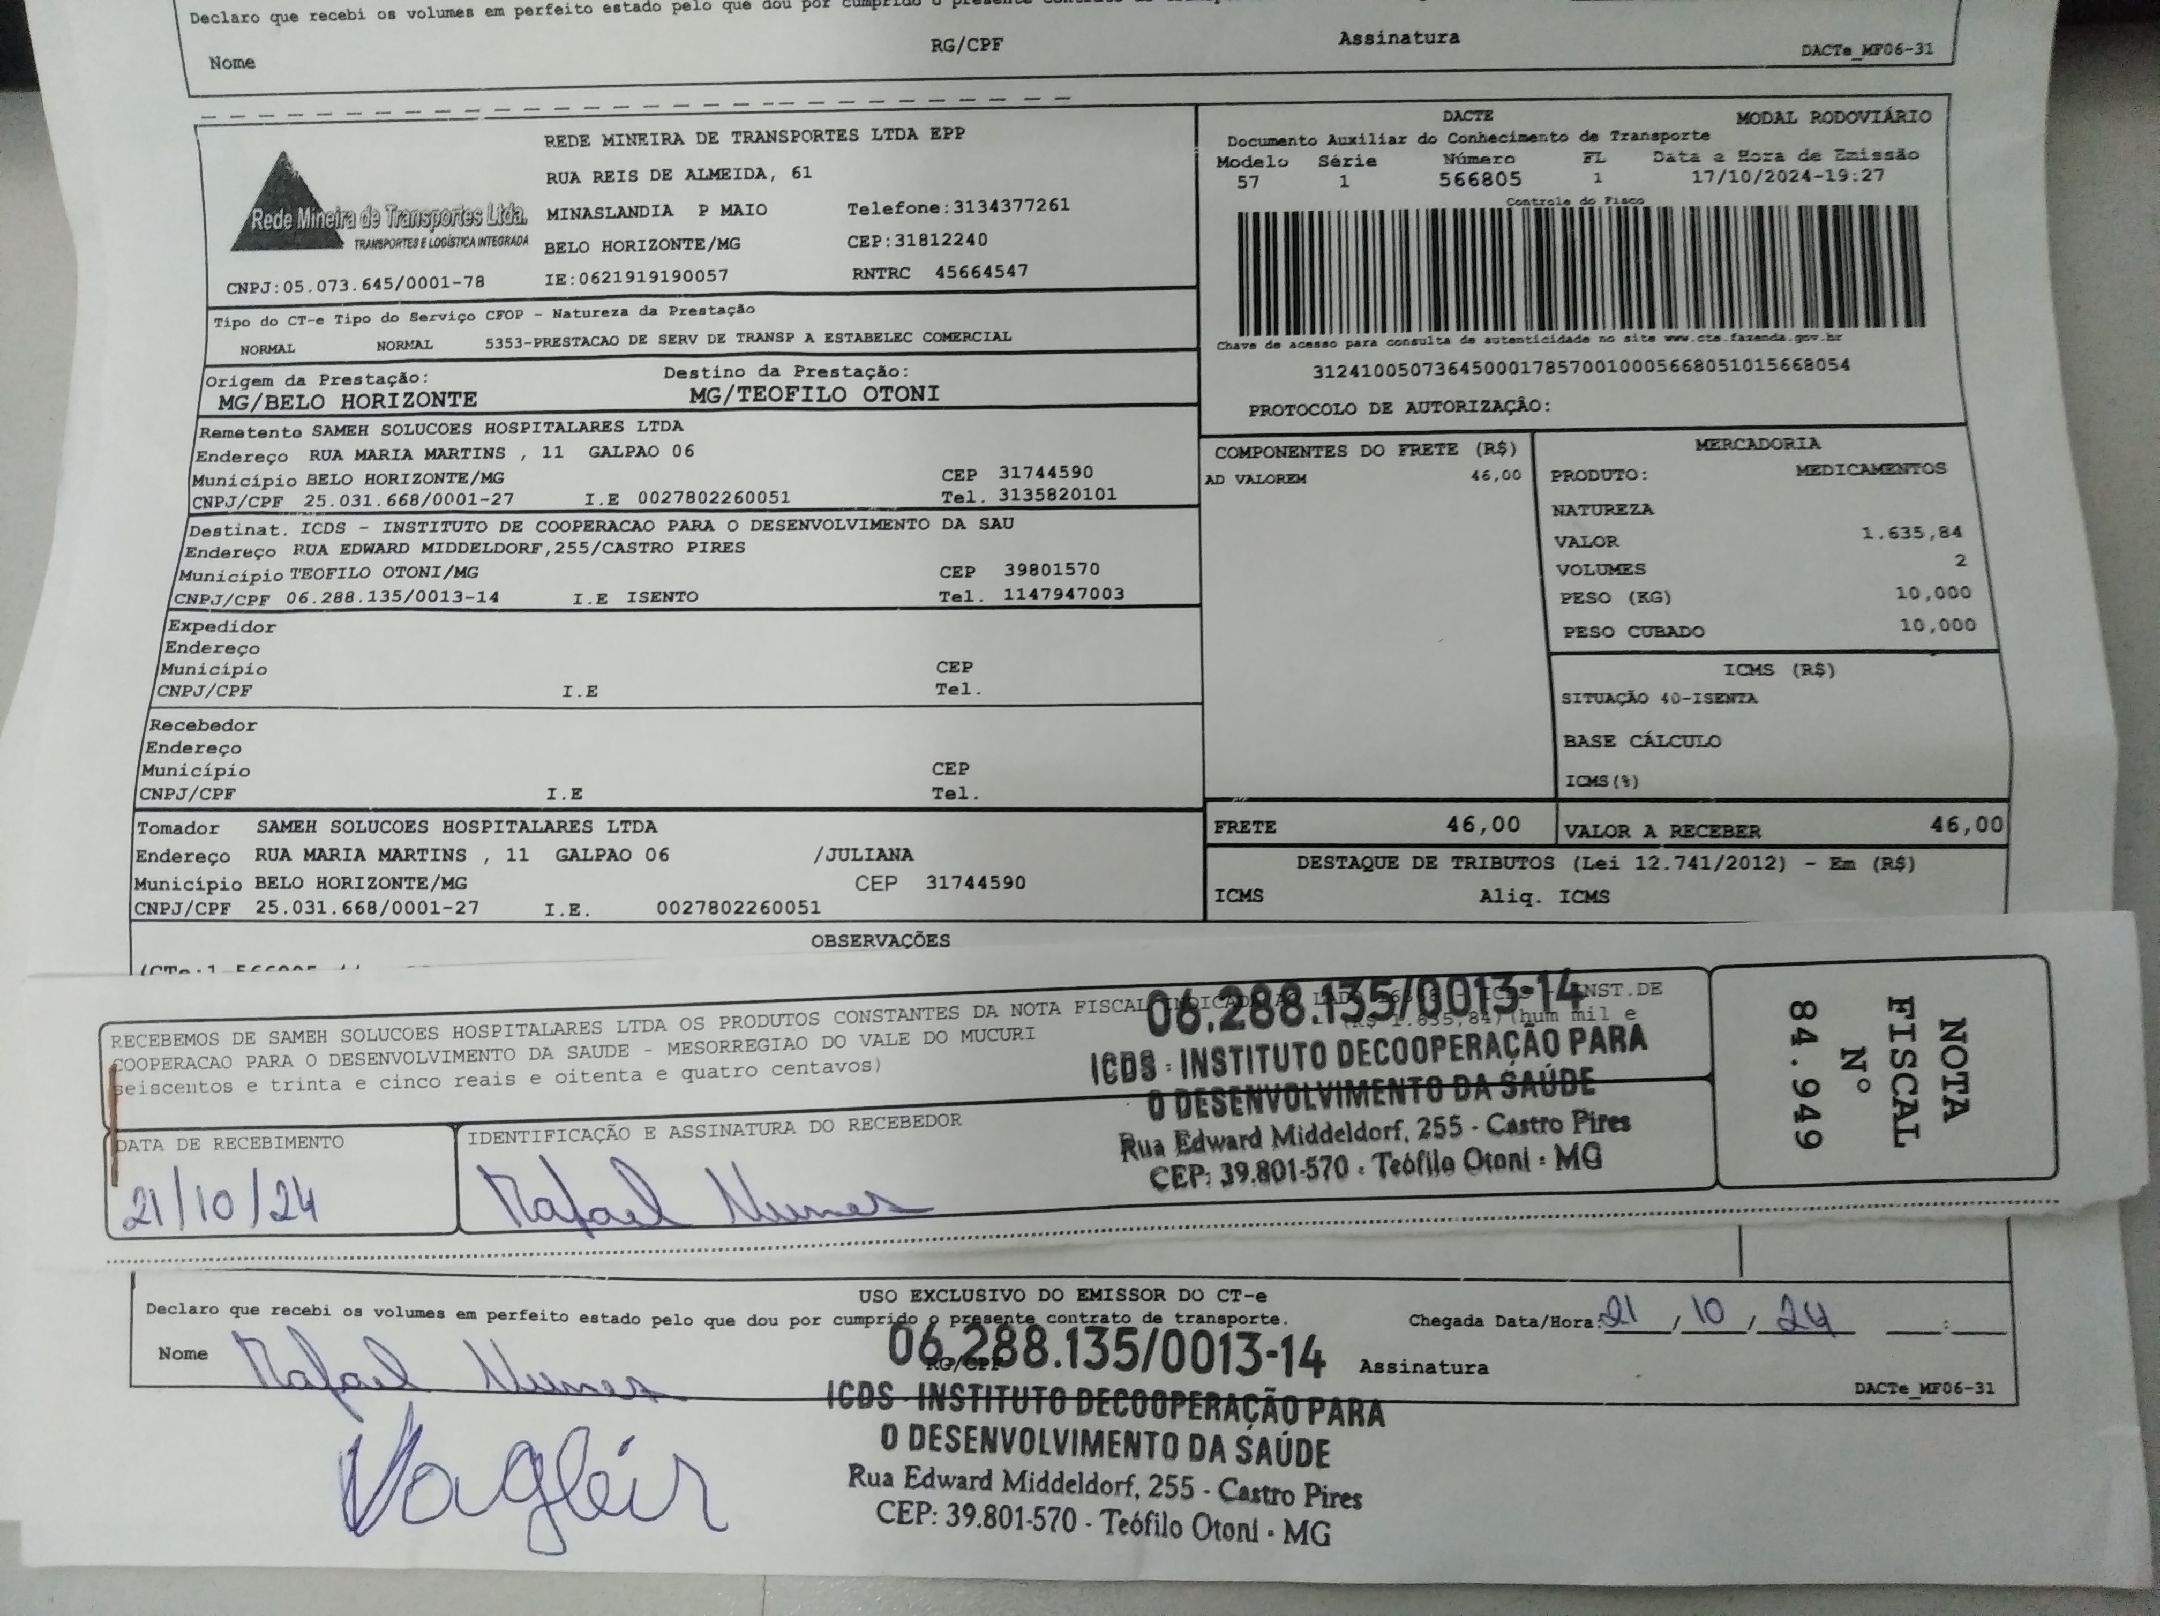 Declaro que recebi os volumes em perfeito estado pelo que dou por cumprido o presente contrato de
Nome RG/CPF Assinatura DACTe_MF06-31
Rede Mineira de Transportes Ltda.
TRANSPORTES E LOGÍSTICA INTEGRADA
REDE MINEIRA DE TRANSPORTES LTDA EPP
RUA REIS DE ALMEIDA, 61
MINASLANDIA P MAIO Telefone:3134377261
BELO HORIZONTE/MG CEP:31812240
CNPJ:05.073.645/0001-78 IE:0621919190057 RNTRC 45664547
DACTE MODAL RODOVIÁRIO
Documento Auxiliar do Conhecimento de Transporte
Modelo Série Número FL Data e Hora de Emissão
57 1 566805 1 17/10/2024-19:27
Controle do Fisco
Chave de acesso para consulta de autenticidade no site www.cte.fazenda.gov.br
31241005073645000178570010005668051015668054
PROTOCOLO DE AUTORIZAÇÃO:
Tipo do CT-e Tipo do Serviço CFOP - Natureza da Prestação
NORMAL NORMAL 5353-PRESTACAO DE SERV DE TRANSP A ESTABELEC COMERCIAL
Origem da Prestação: Destino da Prestação:
MG/BELO HORIZONTE MG/TEOFILO OTONI
Remetente SAMEH SOLUCOES HOSPITALARES LTDA
Endereço RUA MARIA MARTINS , 11 GALPAO 06
Município BELO HORIZONTE/MG CEP 31744590
CNPJ/CPF 25.031.668/0001-27 I.E 0027802260051 Tel. 3135820101
Destinat. ICDS - INSTITUTO DE COOPERACAO PARA O DESENVOLVIMENTO DA SAU
Endereço RUA EDWARD MIDDELDORF,255/CASTRO PIRES
Município TEOFILO OTONI/MG CEP 39801570
CNPJ/CPF 06.288.135/0013-14 I.E ISENTO Tel. 1147947003
Expedidor
Endereço
Município CEP
CNPJ/CPF I.E Tel.
Recebedor
Endereço
Município CEP
CNPJ/CPF I.E Tel.
Tomador SAMEH SOLUCOES HOSPITALARES LTDA
Endereço RUA MARIA MARTINS , 11 GALPAO 06 /JULIANA
Município BELO HORIZONTE/MG CEP 31744590
CNPJ/CPF 25.031.668/0001-27 I.E. 0027802260051
COMPONENTES DO FRETE (R$)
AD VALOREM 46,00
MERCADORIA
PRODUTO: MEDICAMENTOS
NATUREZA
VALOR 1.635,84
VOLUMES 2
PESO (KG) 10,000
PESO CUBADO 10,000
ICMS (R$)
SITUAÇÃO 40-ISENTA
BASE CÁLCULO
ICMS(%)
FRETE 46,00 VALOR A RECEBER 46,00
DESTAQUE DE TRIBUTOS (Lei 12.741/2012) - Em (R$)
ICMS Aliq. ICMS
OBSERVAÇÕES
RECEBEMOS DE SAMEH SOLUCOES HOSPITALARES LTDA OS PRODUTOS CONSTANTES DA NOTA FISCAL INST.DE
COOPERACAO PARA O DESENVOLVIMENTO DA SAUDE - MESORREGIAO DO VALE DO MUCURI (R$ 1.635,84) (hum mil e
seiscentos e trinta e cinco reais e oitenta e quatro centavos)
DATA DE RECEBIMENTO IDENTIFICAÇÃO E ASSINATURA DO RECEBEDOR
21/10/24 Rafael Nunes
06.288.135/0013-14
ICDS - INSTITUTO DECOOPERAÇÃO PARA
O DESENVOLVIMENTO DA SAÚDE
Rua Edward Middeldorf, 255 - Castro Pires
CEP: 39.801-570 - Teófilo Otoni - MG
NOTA
FISCAL
Nº
84.949
USO EXCLUSIVO DO EMISSOR DO CT-e
Declaro que recebi os volumes em perfeito estado pelo que dou por cumprido o presente contrato de transporte. Chegada Data/Hora: 21 / 10 / 24 __:__
Nome Rafael Nunes RG/CPF Assinatura
DACTe_MF06-31
06.288.135/0013-14
ICDS - INSTITUTO DECOOPERAÇÃO PARA
O DESENVOLVIMENTO DA SAÚDE
Rua Edward Middeldorf, 255 - Castro Pires
CEP: 39.801-570 - Teófilo Otoni - MG